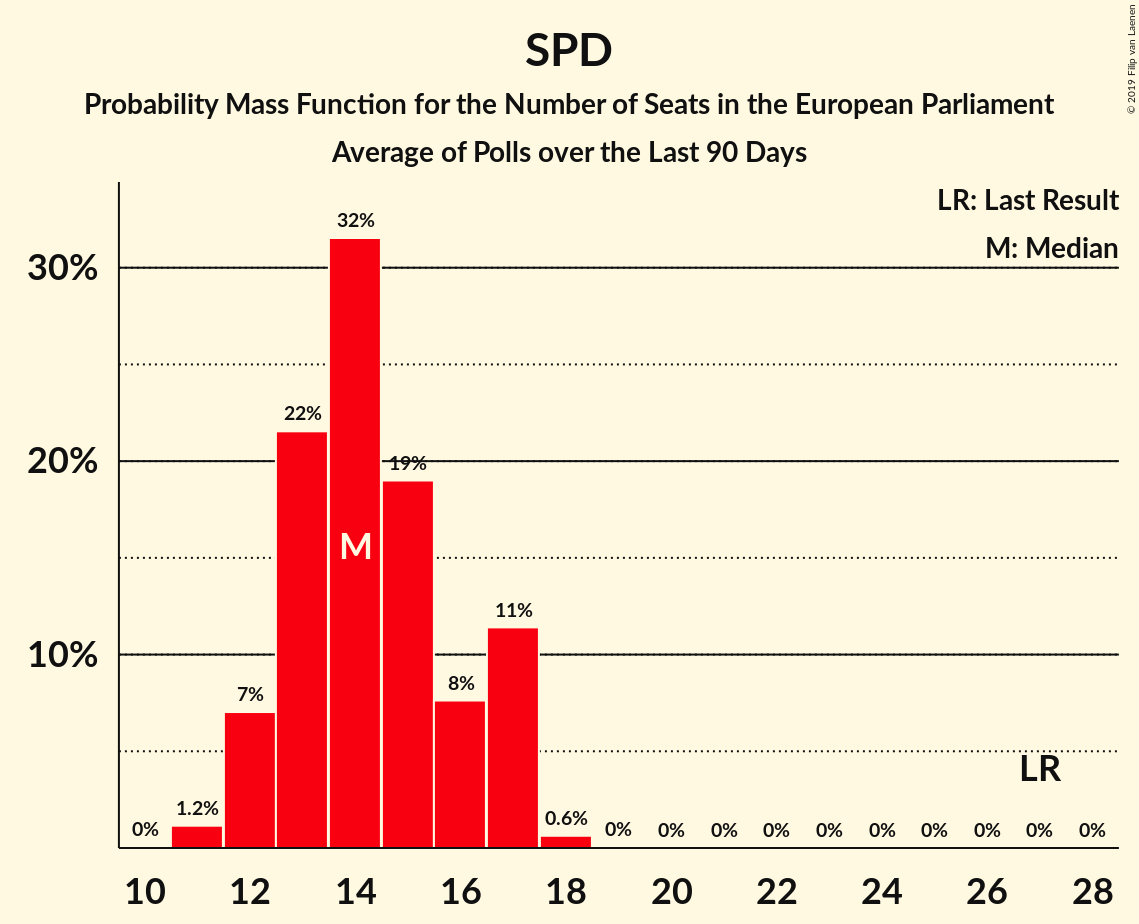 SPD
Probability Mass Function for the Number of Seats in the European Parliament
Average of Polls over the Last 90 Days
© 2019 Filip van Laenen
LR: Last Result
M: Median
30%
20%
10%
0%
1.2%
7%
22%
32%
19%
8%
11%
0.6%
0%
0%
0%
0%
0%
0%
0%
0%
0%
0%
M
LR
10 12 14 16 18 20 22 24 26 28